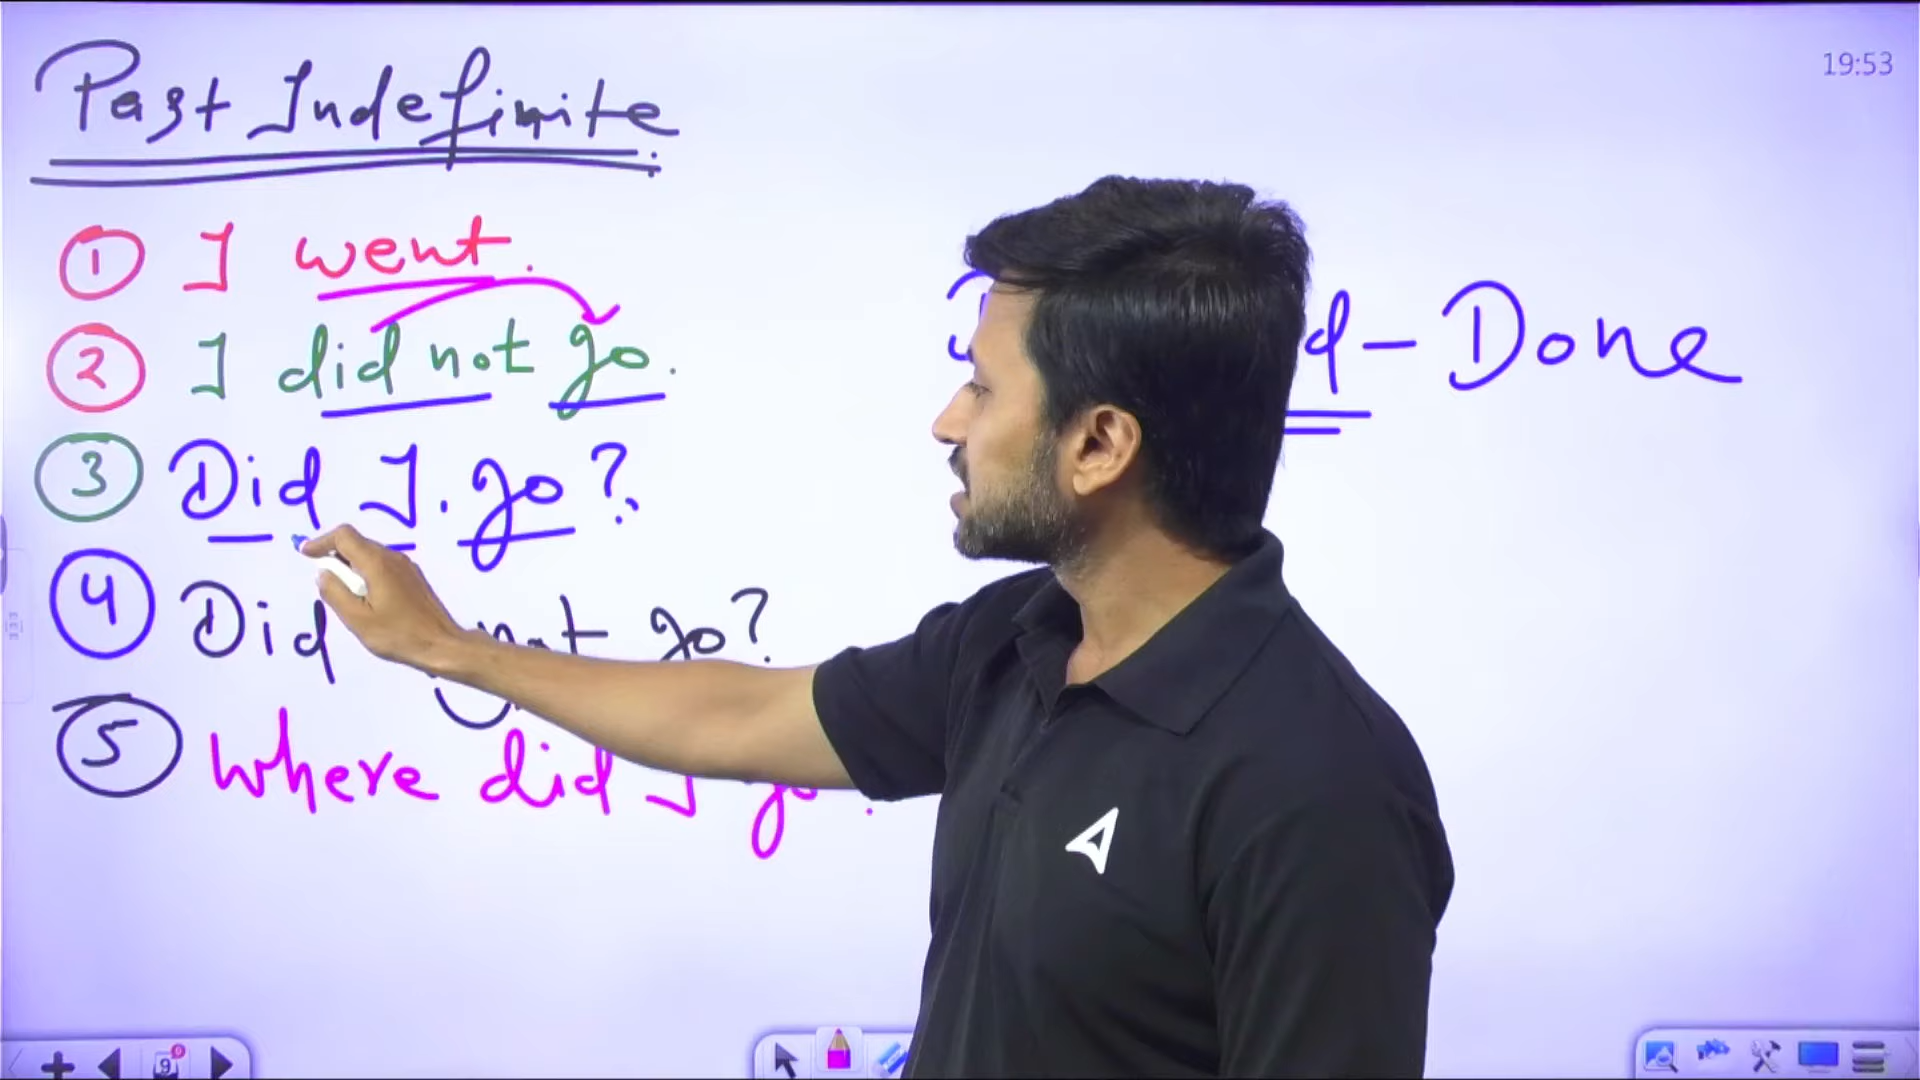 19:53
Past Indefinite
1 I went.
2 I did not go.
d - Done
3 Did I. go?
4 Did not go?
5 Where did I go
9